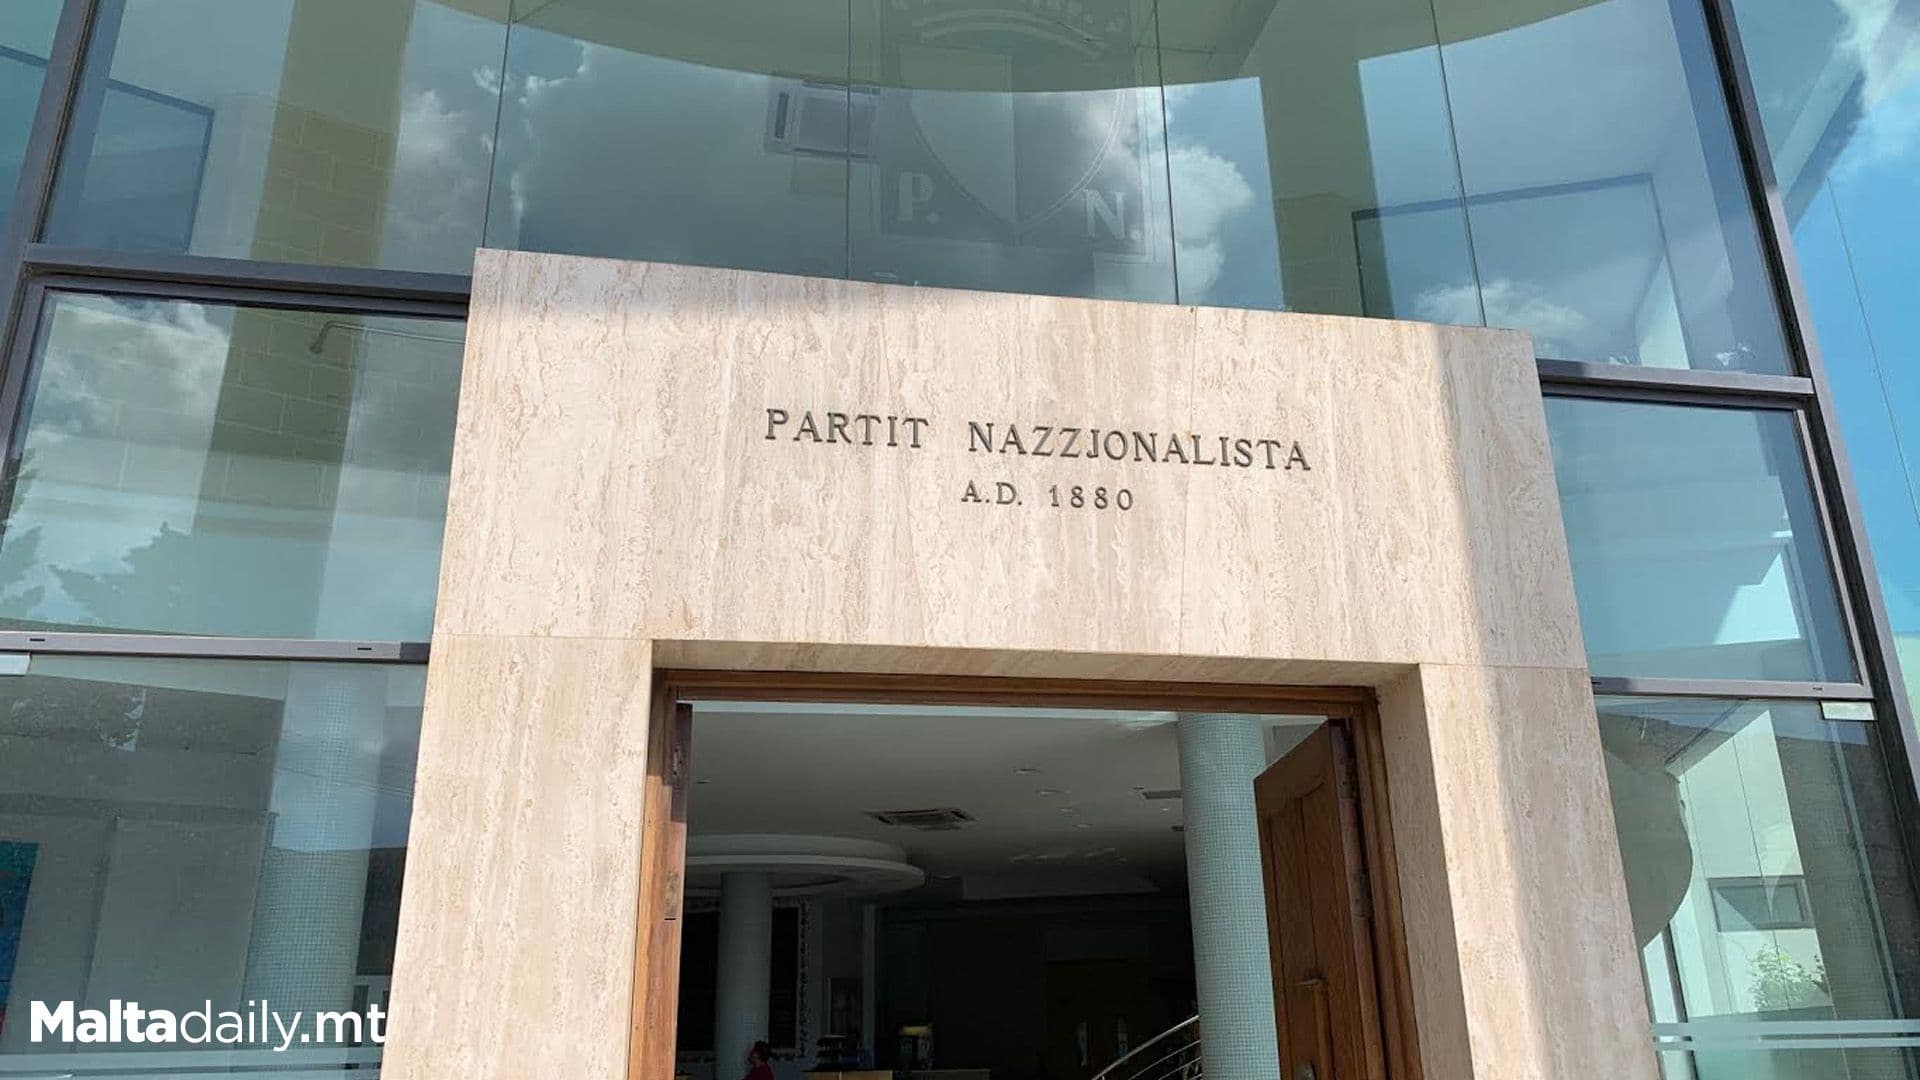 P. N.
PARTIT NAZZJONALISTA
A.D. 1880
Maltadaily.mt